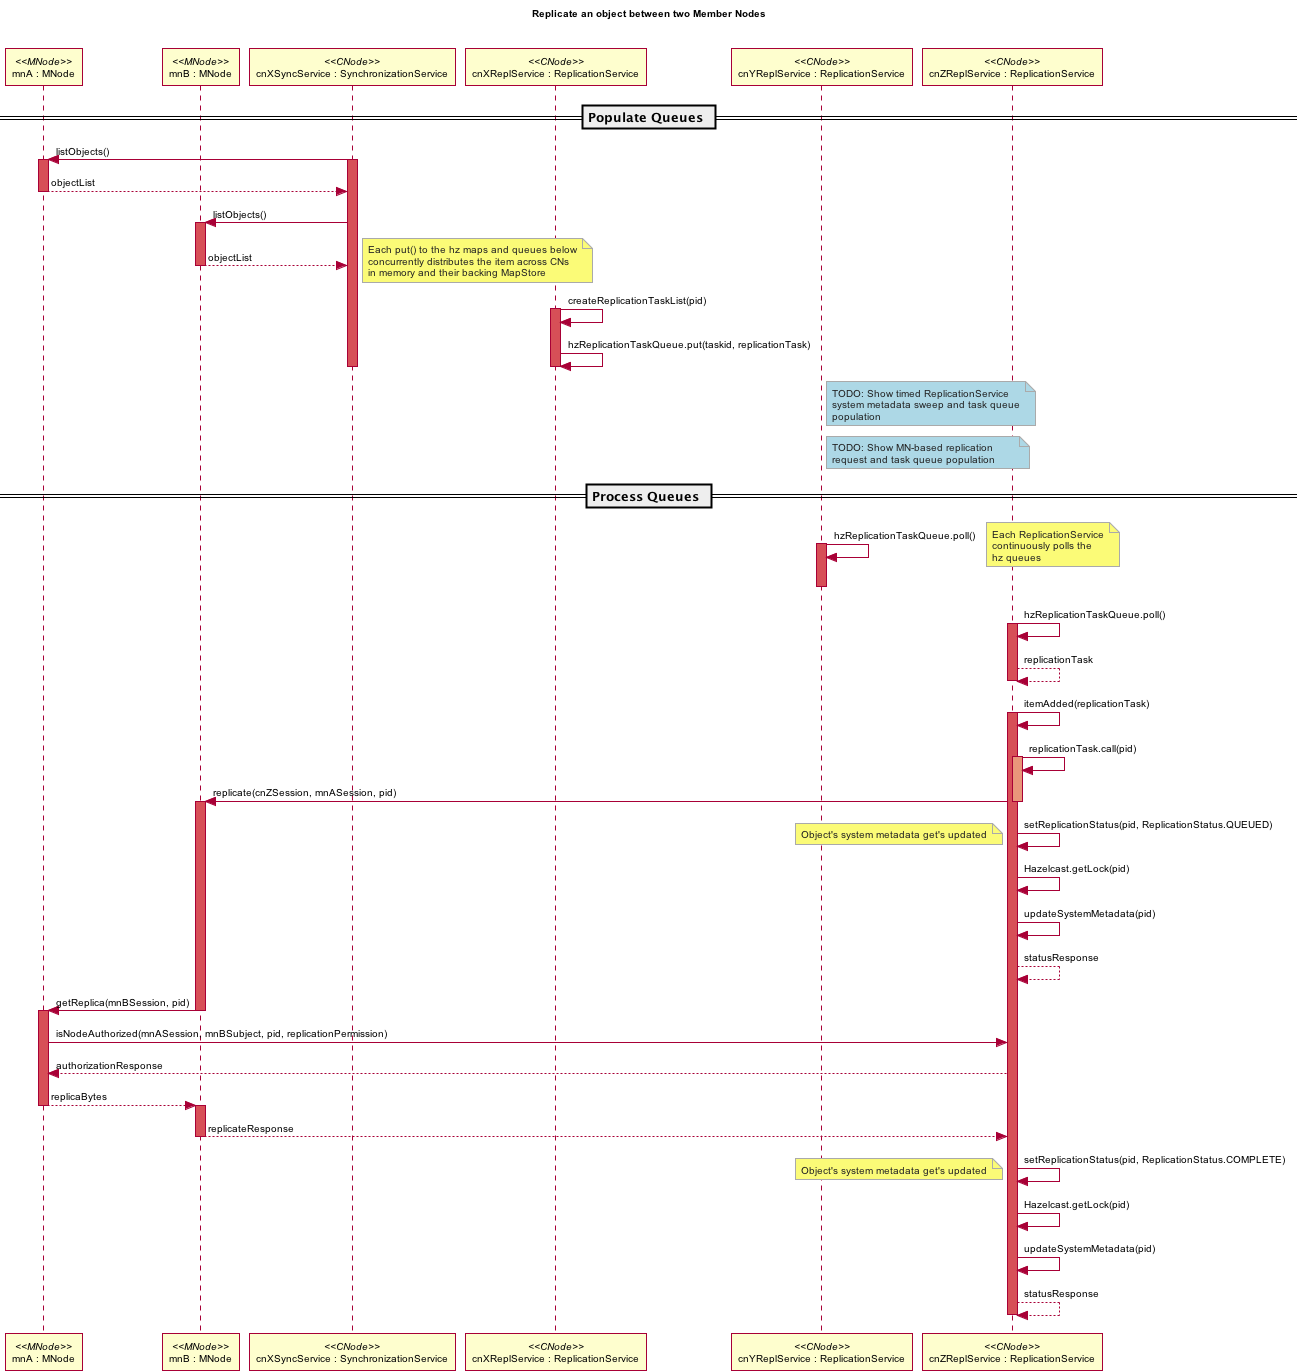 Replicate an object between two Member Nodes
<<MNode>>
mnA : MNode
<<MNode>>
mnB : MNode
<<CNode>>
cnXSyncService : SynchronizationService
<<CNode>>
cnXReplService : ReplicationService
<<CNode>>
cnYReplService : ReplicationService
<<CNode>>
cnZReplService : ReplicationService
Populate Queues
listObjects()
objectList
listObjects()
Each put() to the hz maps and queues below
concurrently distributes the item across CNs
in memory and their backing MapStore
objectList
createReplicationTaskList(pid)
hzReplicationTaskQueue.put(taskid, replicationTask)
TODO: Show timed ReplicationService
system metadata sweep and task queue
population
TODO: Show MN-based replication
request and task queue population
Process Queues
hzReplicationTaskQueue.poll()
Each ReplicationService
continuously polls the
hz queues
hzReplicationTaskQueue.poll()
replicationTask
itemAdded(replicationTask)
replicationTask.call(pid)
replicate(cnZSession, mnASession, pid)
Object's system metadata get's updated
setReplicationStatus(pid, ReplicationStatus.QUEUED)
Hazelcast.getLock(pid)
updateSystemMetadata(pid)
statusResponse
getReplica(mnBSession, pid)
isNodeAuthorized(mnASession, mnBSubject, pid, replicationPermission)
authorizationResponse
replicaBytes
replicateResponse
Object's system metadata get's updated
setReplicationStatus(pid, ReplicationStatus.COMPLETE)
Hazelcast.getLock(pid)
updateSystemMetadata(pid)
statusResponse
<<MNode>>
mnA : MNode
<<MNode>>
mnB : MNode
<<CNode>>
cnXSyncService : SynchronizationService
<<CNode>>
cnXReplService : ReplicationService
<<CNode>>
cnYReplService : ReplicationService
<<CNode>>
cnZReplService : ReplicationService